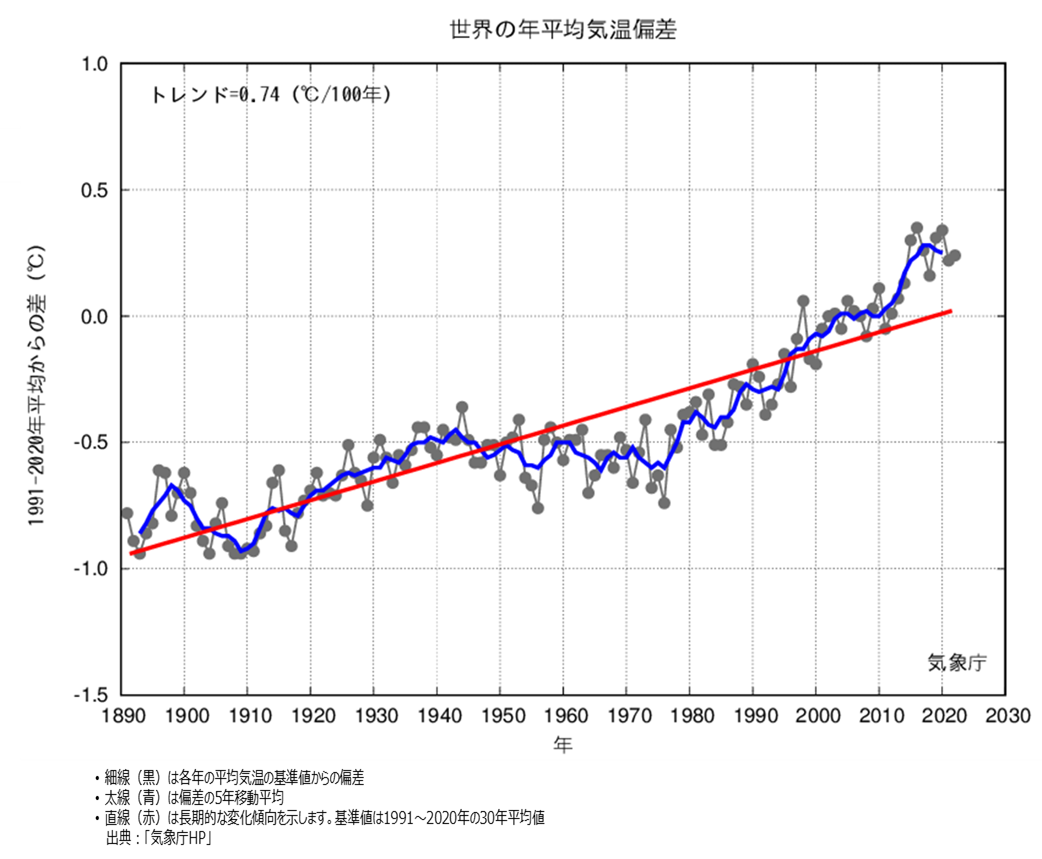 世界の年平均気温偏差
トレンド=0.74 (℃/100年)
1991-2020年平均からの差 (℃)
1.0
0.5
0.0
-0.5
-1.0
-1.5
気象庁
1890 1900 1910 1920 1930 1940 1950 1960 1970 1980 1990 2000 2010 2020 2030
年
・細線（黒）は各年の平均気温の基準値からの偏差
・太線（青）は偏差の5年移動平均
・直線（赤）は長期的な変化傾向を示します。基準値は1991～2020年の30年平均値
出典：「気象庁HP」